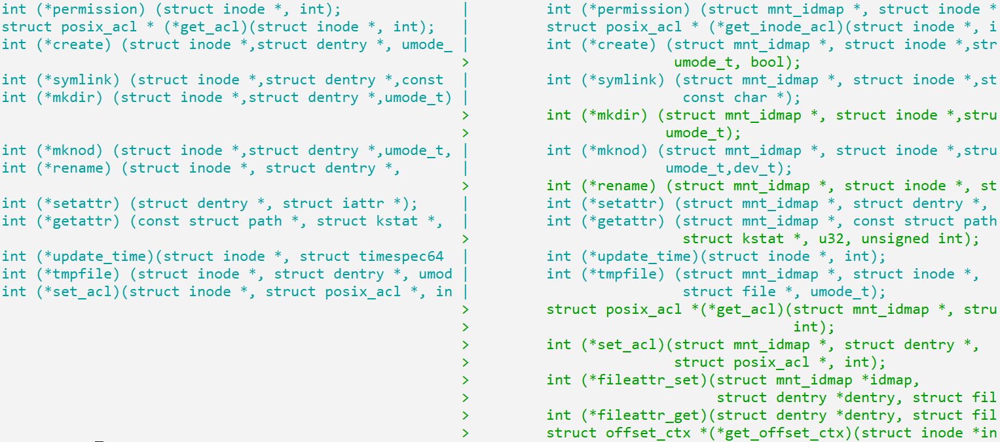 int (*permission) (struct inode *, int); | int (*permission) (struct mnt_idmap *, struct inode *
struct posix_acl * (*get_acl)(struct inode *, int); | struct posix_acl * (*get_inode_acl)(struct inode *, i
int (*create) (struct inode *,struct dentry *, umode_ | int (*create) (struct mnt_idmap *, struct inode *,str
> umode_t, bool);
int (*symlink) (struct inode *,struct dentry *,const | int (*symlink) (struct mnt_idmap *, struct inode *,st
int (*mkdir) (struct inode *,struct dentry *,umode_t) | const char *);
> int (*mkdir) (struct mnt_idmap *, struct inode *,stru
> umode_t);
int (*mknod) (struct inode *,struct dentry *,umode_t, | int (*mknod) (struct mnt_idmap *, struct inode *,stru
int (*rename) (struct inode *, struct dentry *, | umode_t,dev_t);
> int (*rename) (struct mnt_idmap *, struct inode *, st
int (*setattr) (struct dentry *, struct iattr *); | int (*setattr) (struct mnt_idmap *, struct dentry *,
int (*getattr) (const struct path *, struct kstat *, | int (*getattr) (struct mnt_idmap *, const struct path
> struct kstat *, u32, unsigned int);
int (*update_time)(struct inode *, struct timespec64 | int (*update_time)(struct inode *, int);
int (*tmpfile) (struct inode *, struct dentry *, umod | int (*tmpfile) (struct mnt_idmap *, struct inode *,
int (*set_acl)(struct inode *, struct posix_acl *, in | struct file *, umode_t);
> struct posix_acl *(*get_acl)(struct mnt_idmap *, stru
> int);
> int (*set_acl)(struct mnt_idmap *, struct dentry *,
> struct posix_acl *, int);
> int (*fileattr_set)(struct mnt_idmap *idmap,
> struct dentry *dentry, struct fil
> int (*fileattr_get)(struct dentry *dentry, struct fil
> struct offset_ctx *(*get_offset_ctx)(struct inode *in